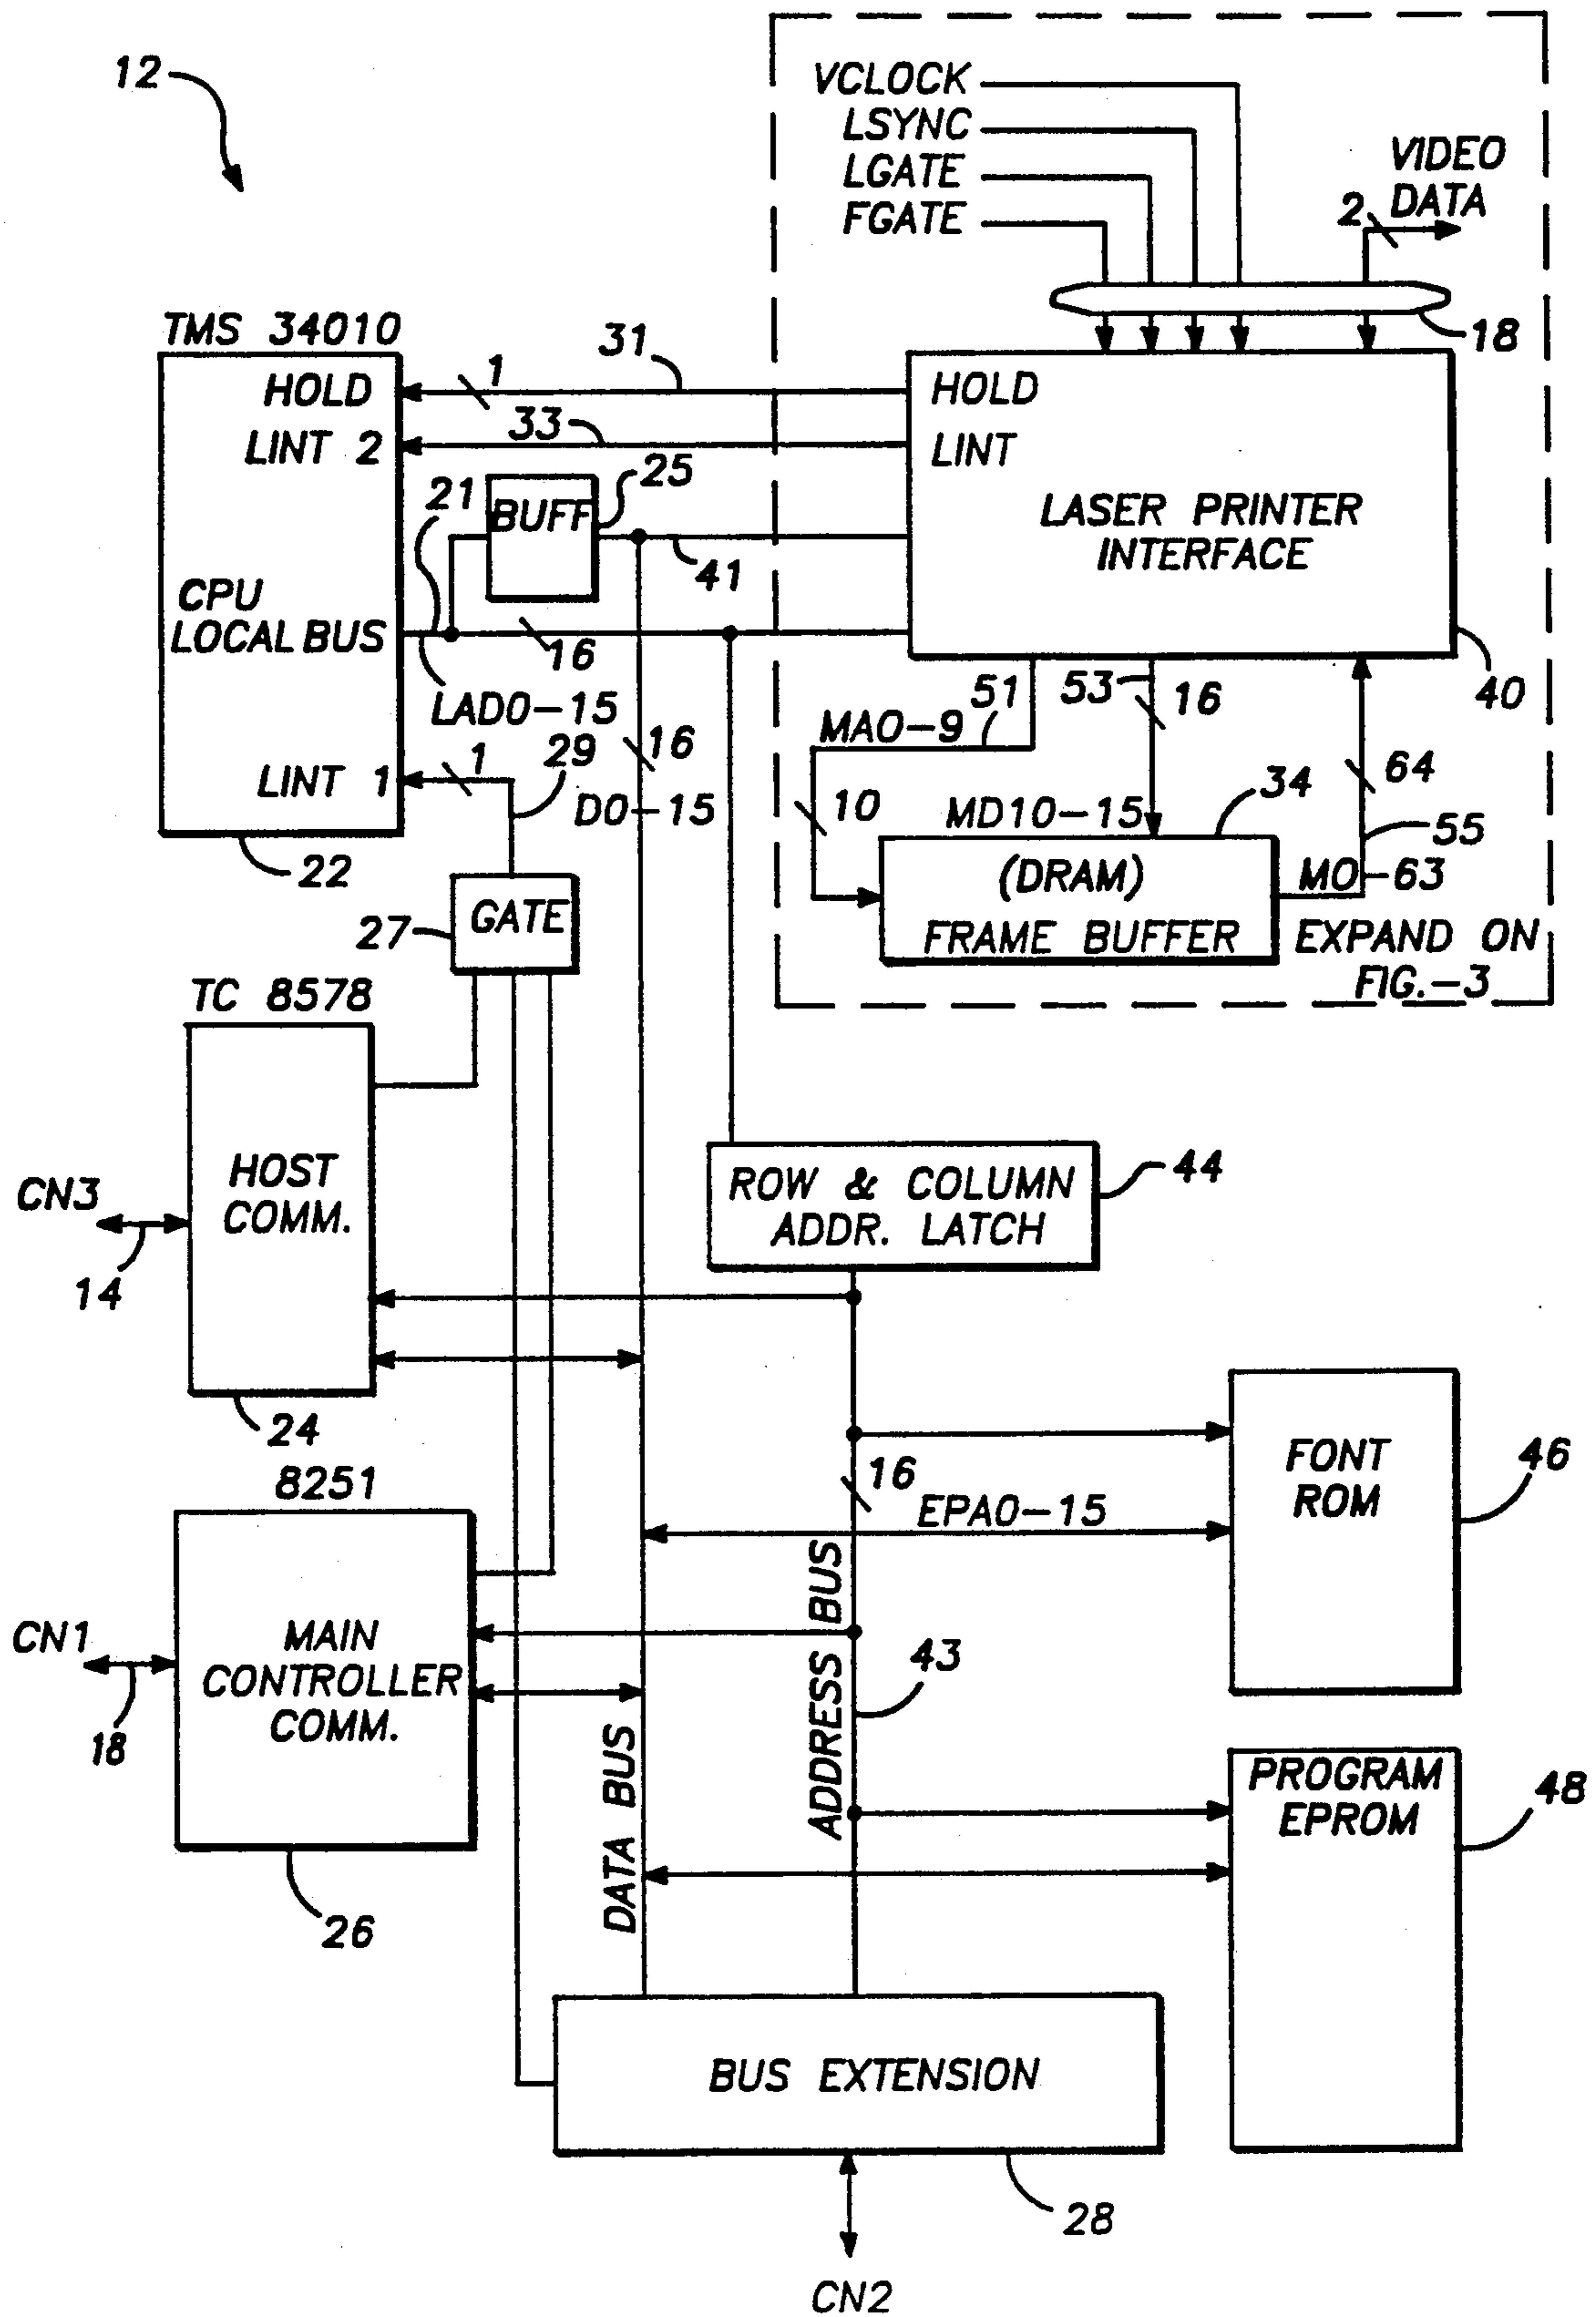 12
VCLOCK
LSYNC
LGATE
FGATE
VIDEO
DATA
2
18
TMS 34010
HOLD
LINT 2
CPU
LOCAL BUS
LINT 1
22
1
31
33
21
BUFF
25
41
16
LAD0-15
1
29
16
D0-15
HOLD
LINT
LASER PRINTER
INTERFACE
40
51
MA0-9
10
53
16
MD10-15
34
64
55
MO-63
(DRAM)
FRAME BUFFER
EXPAND ON
FIG.-3
27
GATE
TC 8578
HOST
COMM.
CN3
14
24
ROW & COLUMN
ADDR. LATCH
44
8251
MAIN
CONTROLLER
COMM.
CN1
18
26
16
EPA0-15
FONT
ROM
46
DATA BUS
ADDRESS BUS
43
PROGRAM
EPROM
48
BUS EXTENSION
28
CN2